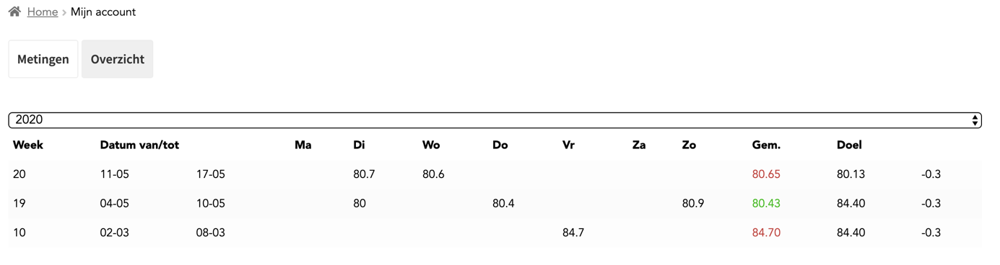 Home › Mijn account
Metingen Overzicht
2020
Week Datum van/tot Ma Di Wo Do Vr Za Zo Gem. Doel
20 11-05 17-05 80.7 80.6 80.65 80.13 -0.3
19 04-05 10-05 80 80.4 80.9 80.43 84.40 -0.3
10 02-03 08-03 84.7 84.70 84.40 -0.3